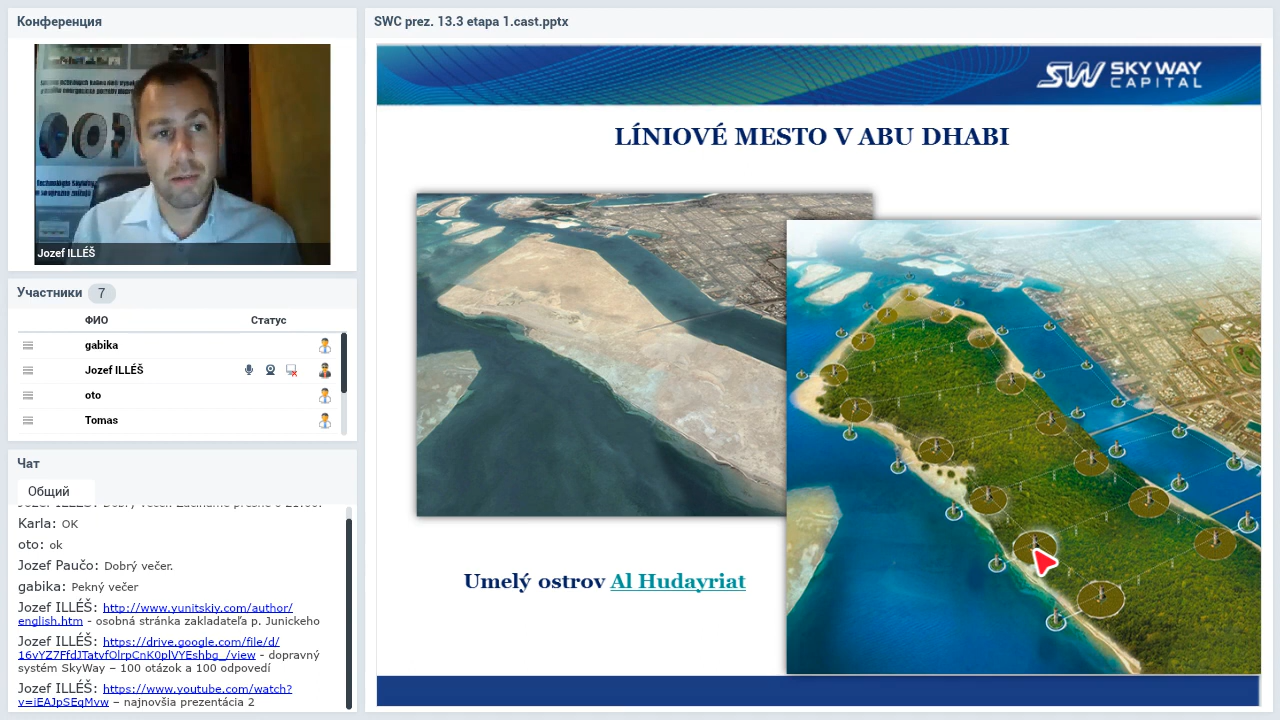 Конференция
Jozef ILLÉŠ
Участники 7
ФИО Статус
gabika
Jozef ILLÉŠ
oto
Tomas
Чат
Общий
Karla: OK
oto: ok
Jozef Paučo: Dobrý večer.
gabika: Pekný večer
Jozef ILLÉŠ: http://www.yunitskiy.com/author/
english.htm - osobná stránka zakladateľa p. Junickeho
Jozef ILLÉŠ: https://drive.google.com/file/d/
16vYZ7FfdJTatvfOlrpCnK0plVYEshbg_/view - dopravný
systém SkyWay – 100 otázok a 100 odpovedí
Jozef ILLÉŠ: https://www.youtube.com/watch?
v=iEAJpSEqMvw – najnovšia prezentácia 2
SWC prez. 13.3 etapa 1.cast.pptx
SW SKY WAY
CAPITAL
LÍNIOVÉ MESTO V ABU DHABI
Umelý ostrov Al Hudayriat